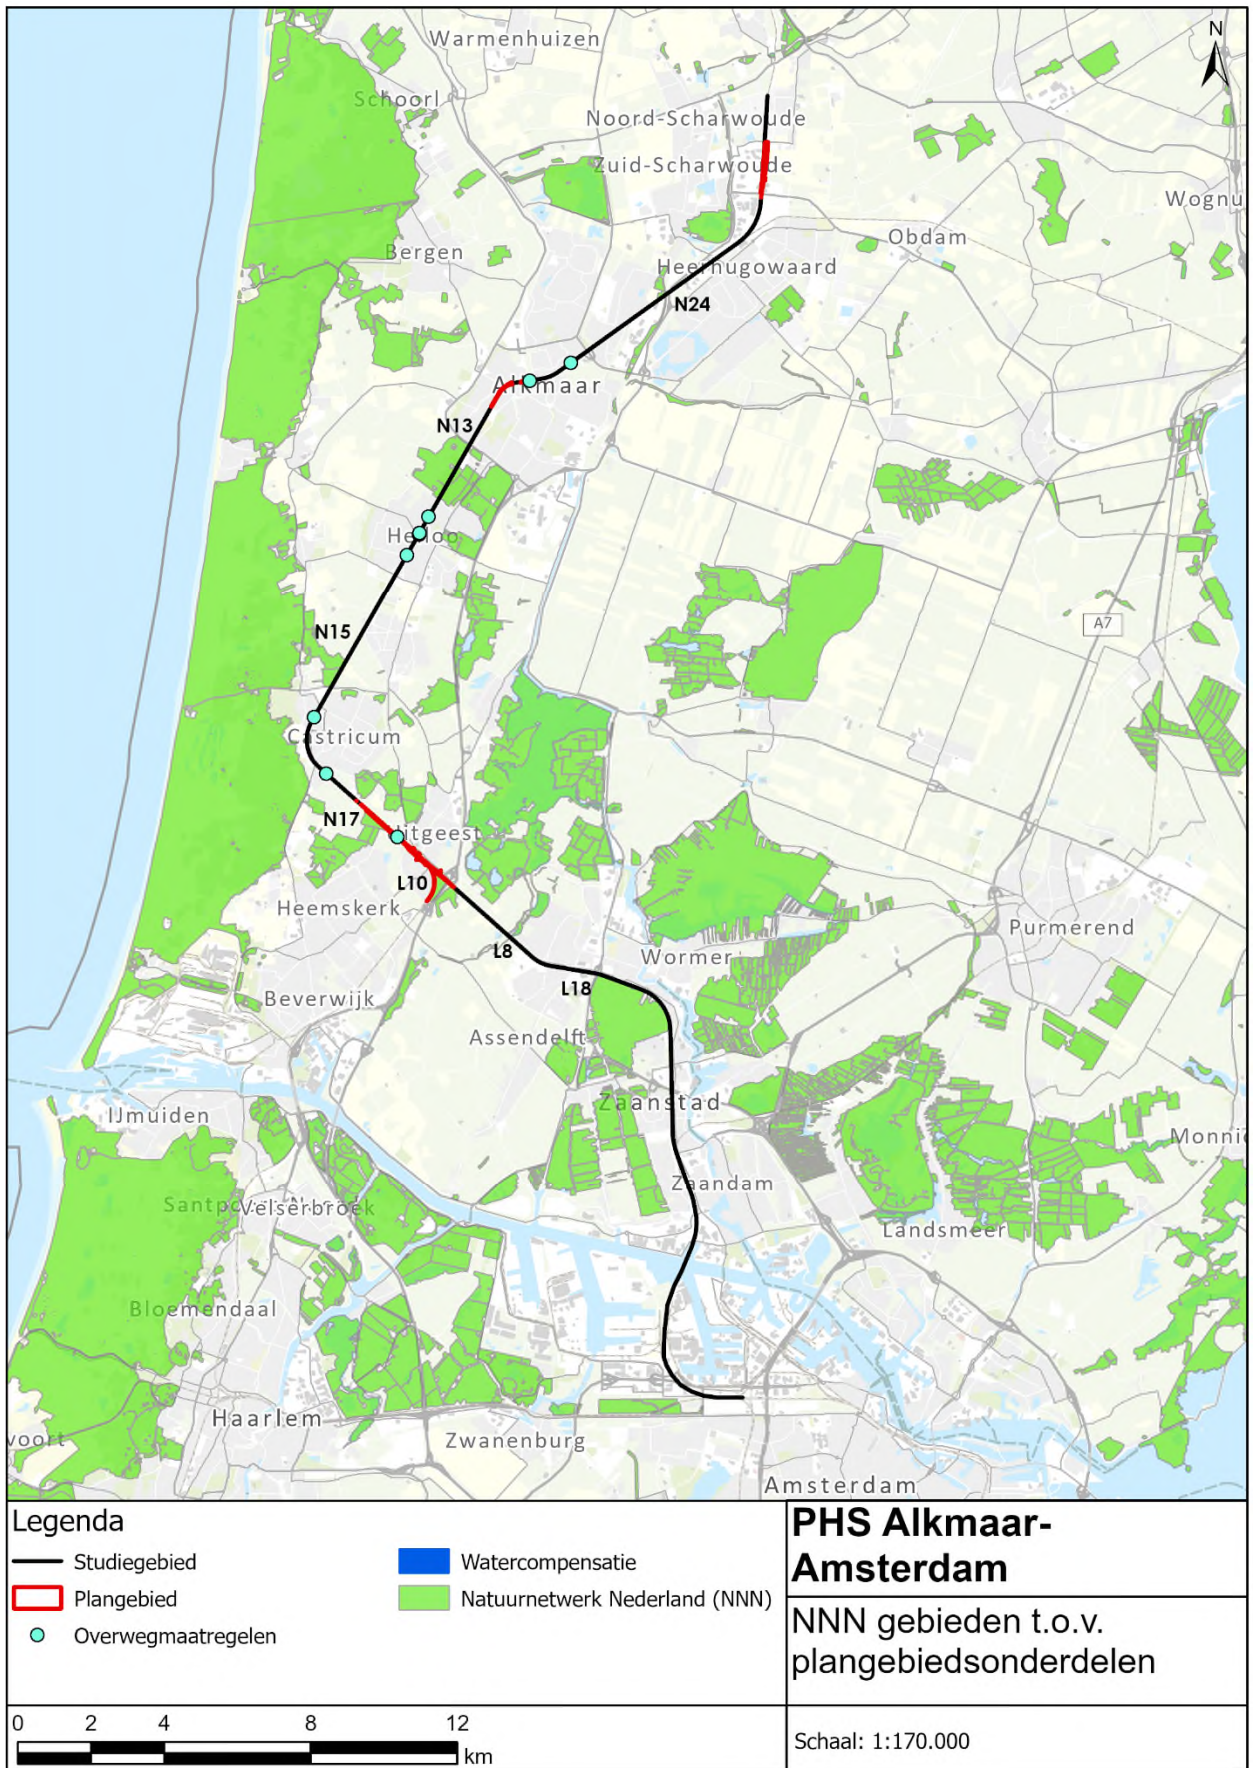 Warmenhuizen
N
Schoorl
Noord-Scharwoude
Zuid-Scharwoude
Wognu
Obdam
Bergen
Heerhugowaard
N24
Alkmaar
N13
Heiloo
A7
N15
Castricum
N17
Uitgeest
L10
Heemskerk
Purmerend
L8
Wormer
L18
Beverwijk
Assendelft
Zaanstad
IJmuiden
Monni
Zaandam
Velserbroek
Landsmeer
Bloemendaal
Haarlem
voort
Zwanenburg
Amsterdam
Legenda
Studiegebied
Plangebied
Overwegmaatregelen
Watercompensatie
Natuurnetwerk Nederland (NNN)
PHS Alkmaar-
Amsterdam
NNN gebieden t.o.v.
plangebiedsonderdelen
0 2 4 8 12
km
Schaal: 1:170.000